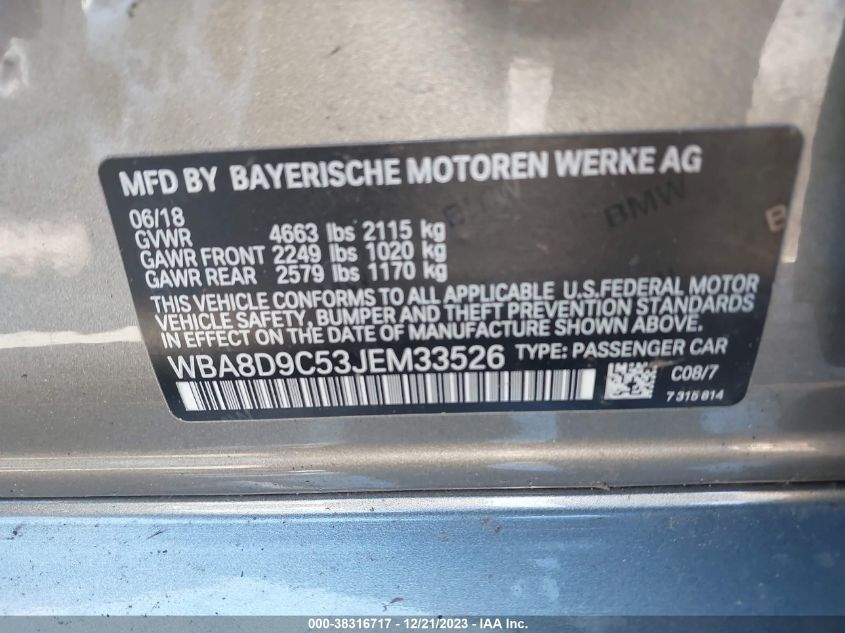 MFD BY BAYERISCHE MOTOREN WERKE AG
06/18
GVWR 4663 lbs 2115 kg
GAWR FRONT 2249 lbs 1020 kg
GAWR REAR 2579 lbs 1170 kg
THIS VEHICLE CONFORMS TO ALL APPLICABLE U.S.FEDERAL MOTOR
VEHICLE SAFETY, BUMPER AND THEFT PREVENTION STANDARDS
IN EFFECT ON THE DATE OF MANUFACTURE SHOWN ABOVE.
WBA8D9C53JEM33526 TYPE: PASSENGER CAR
C08/7
7 315 814
BMW
000-38316717 - 12/21/2023 - IEEE.com